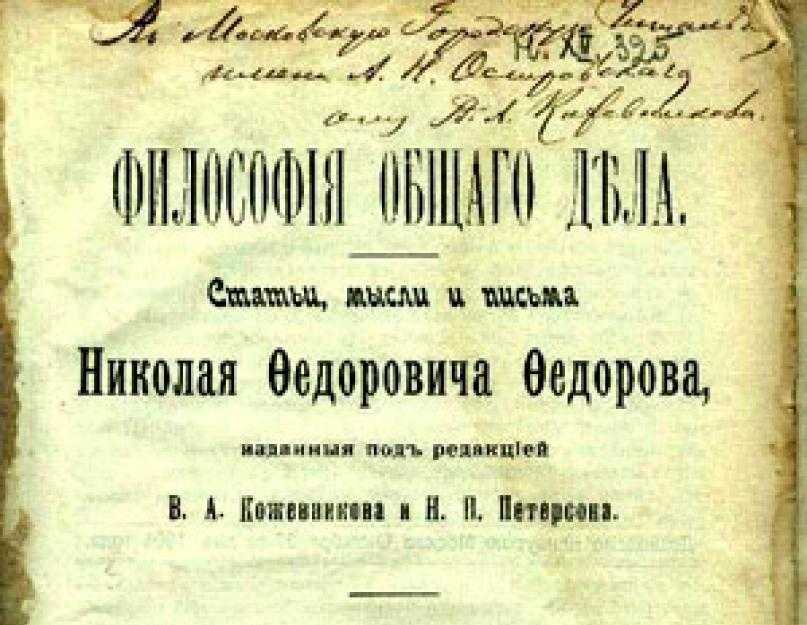 Въ Московскую Городскую Читальню
Н. XIV 395
имени А. Н. Островскаго
отъ В. А. Кожевникова.
ФИЛОСОФІЯ ОБЩАГО ДѢЛА.
Статьи, мысли и письма
Николая Ѳедоровича Ѳедорова,
изданныя подъ редакціей
В. А. Кожевникова и Н. П. Петерсона.